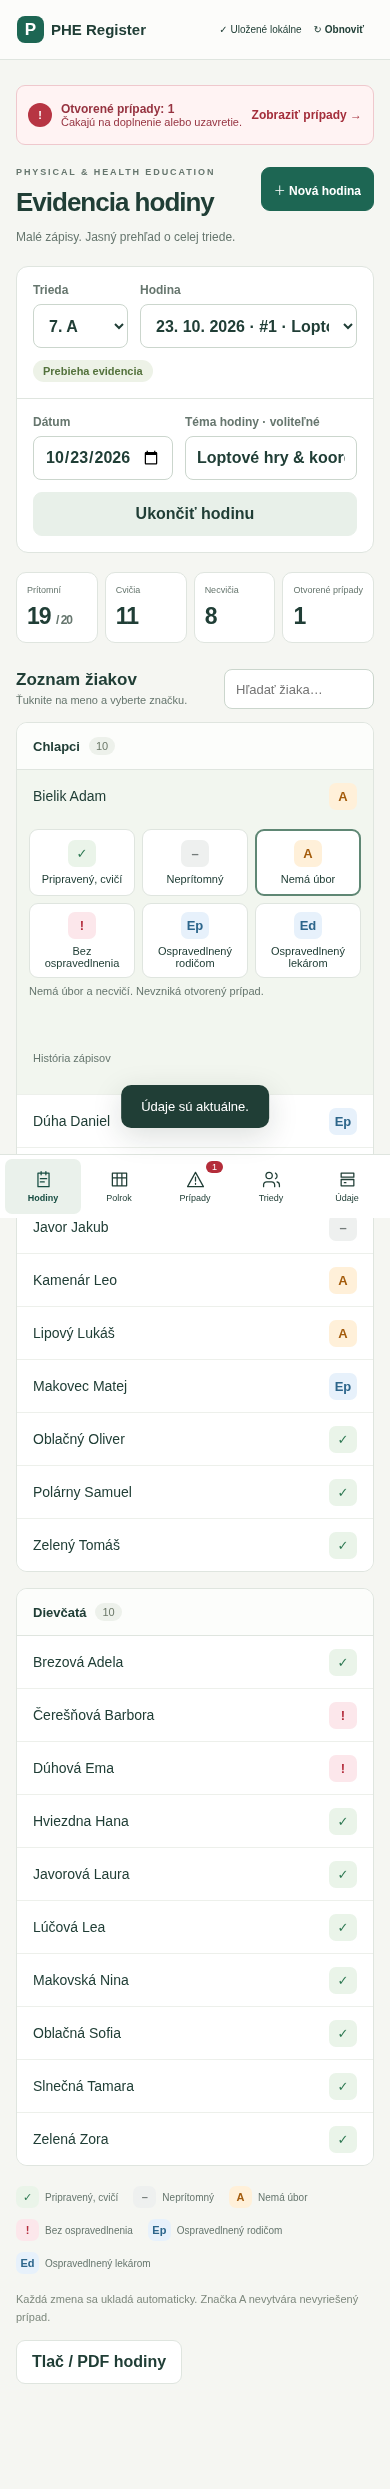 P PHE Register
✓ Uložené lokálne ↻ Obnoviť
! Otvorené prípady: 1
Čakajú na doplnenie alebo uzavretie.
Zobraziť prípady →
PHYSICAL & HEALTH EDUCATION
Evidencia hodiny
+ Nová hodina
Malé zápisy. Jasný prehľad o celej triede.
Trieda Hodina
7. A 23. 10. 2026 · #1 · Lopto
Prebieha evidencia
Dátum Téma hodiny · voliteľné
10/23/2026 Loptové hry & koor
Ukončiť hodinu
Prítomní Cvičia Necvičia Otvorené prípady
19 / 20 11 8 1
Zoznam žiakov
Ťuknite na meno a vyberte značku.
Hľadať žiaka…
Chlapci 10
Bielik Adam A
✓ – A
Pripravený, cvičí Neprítomný Nemá úbor
! Ep Ed
Bez ospravedlnenia Ospravedlnený rodičom Ospravedlnený lekárom
Nemá úbor a necvičí. Nevzniká otvorený prípad.
História zápisov
Dúha Daniel Ep
Údaje sú aktuálne.
1
Hodiny Polrok Prípady Triedy Údaje
Javor Jakub –
Kamenár Leo A
Lipový Lukáš A
Makovec Matej Ep
Oblačný Oliver ✓
Polárny Samuel ✓
Zelený Tomáš ✓
Dievčatá 10
Brezová Adela ✓
Čerešňová Barbora !
Dúhová Ema !
Hviezdna Hana ✓
Javorová Laura ✓
Lúčová Lea ✓
Makovská Nina ✓
Oblačná Sofia ✓
Slnečná Tamara ✓
Zelená Zora ✓
✓ Pripravený, cvičí – Neprítomný A Nemá úbor
! Bez ospravedlnenia Ep Ospravedlnený rodičom
Ed Ospravedlnený lekárom
Každá zmena sa ukladá automaticky. Značka A nevytvára nevyriešený
prípad.
Tlač / PDF hodiny